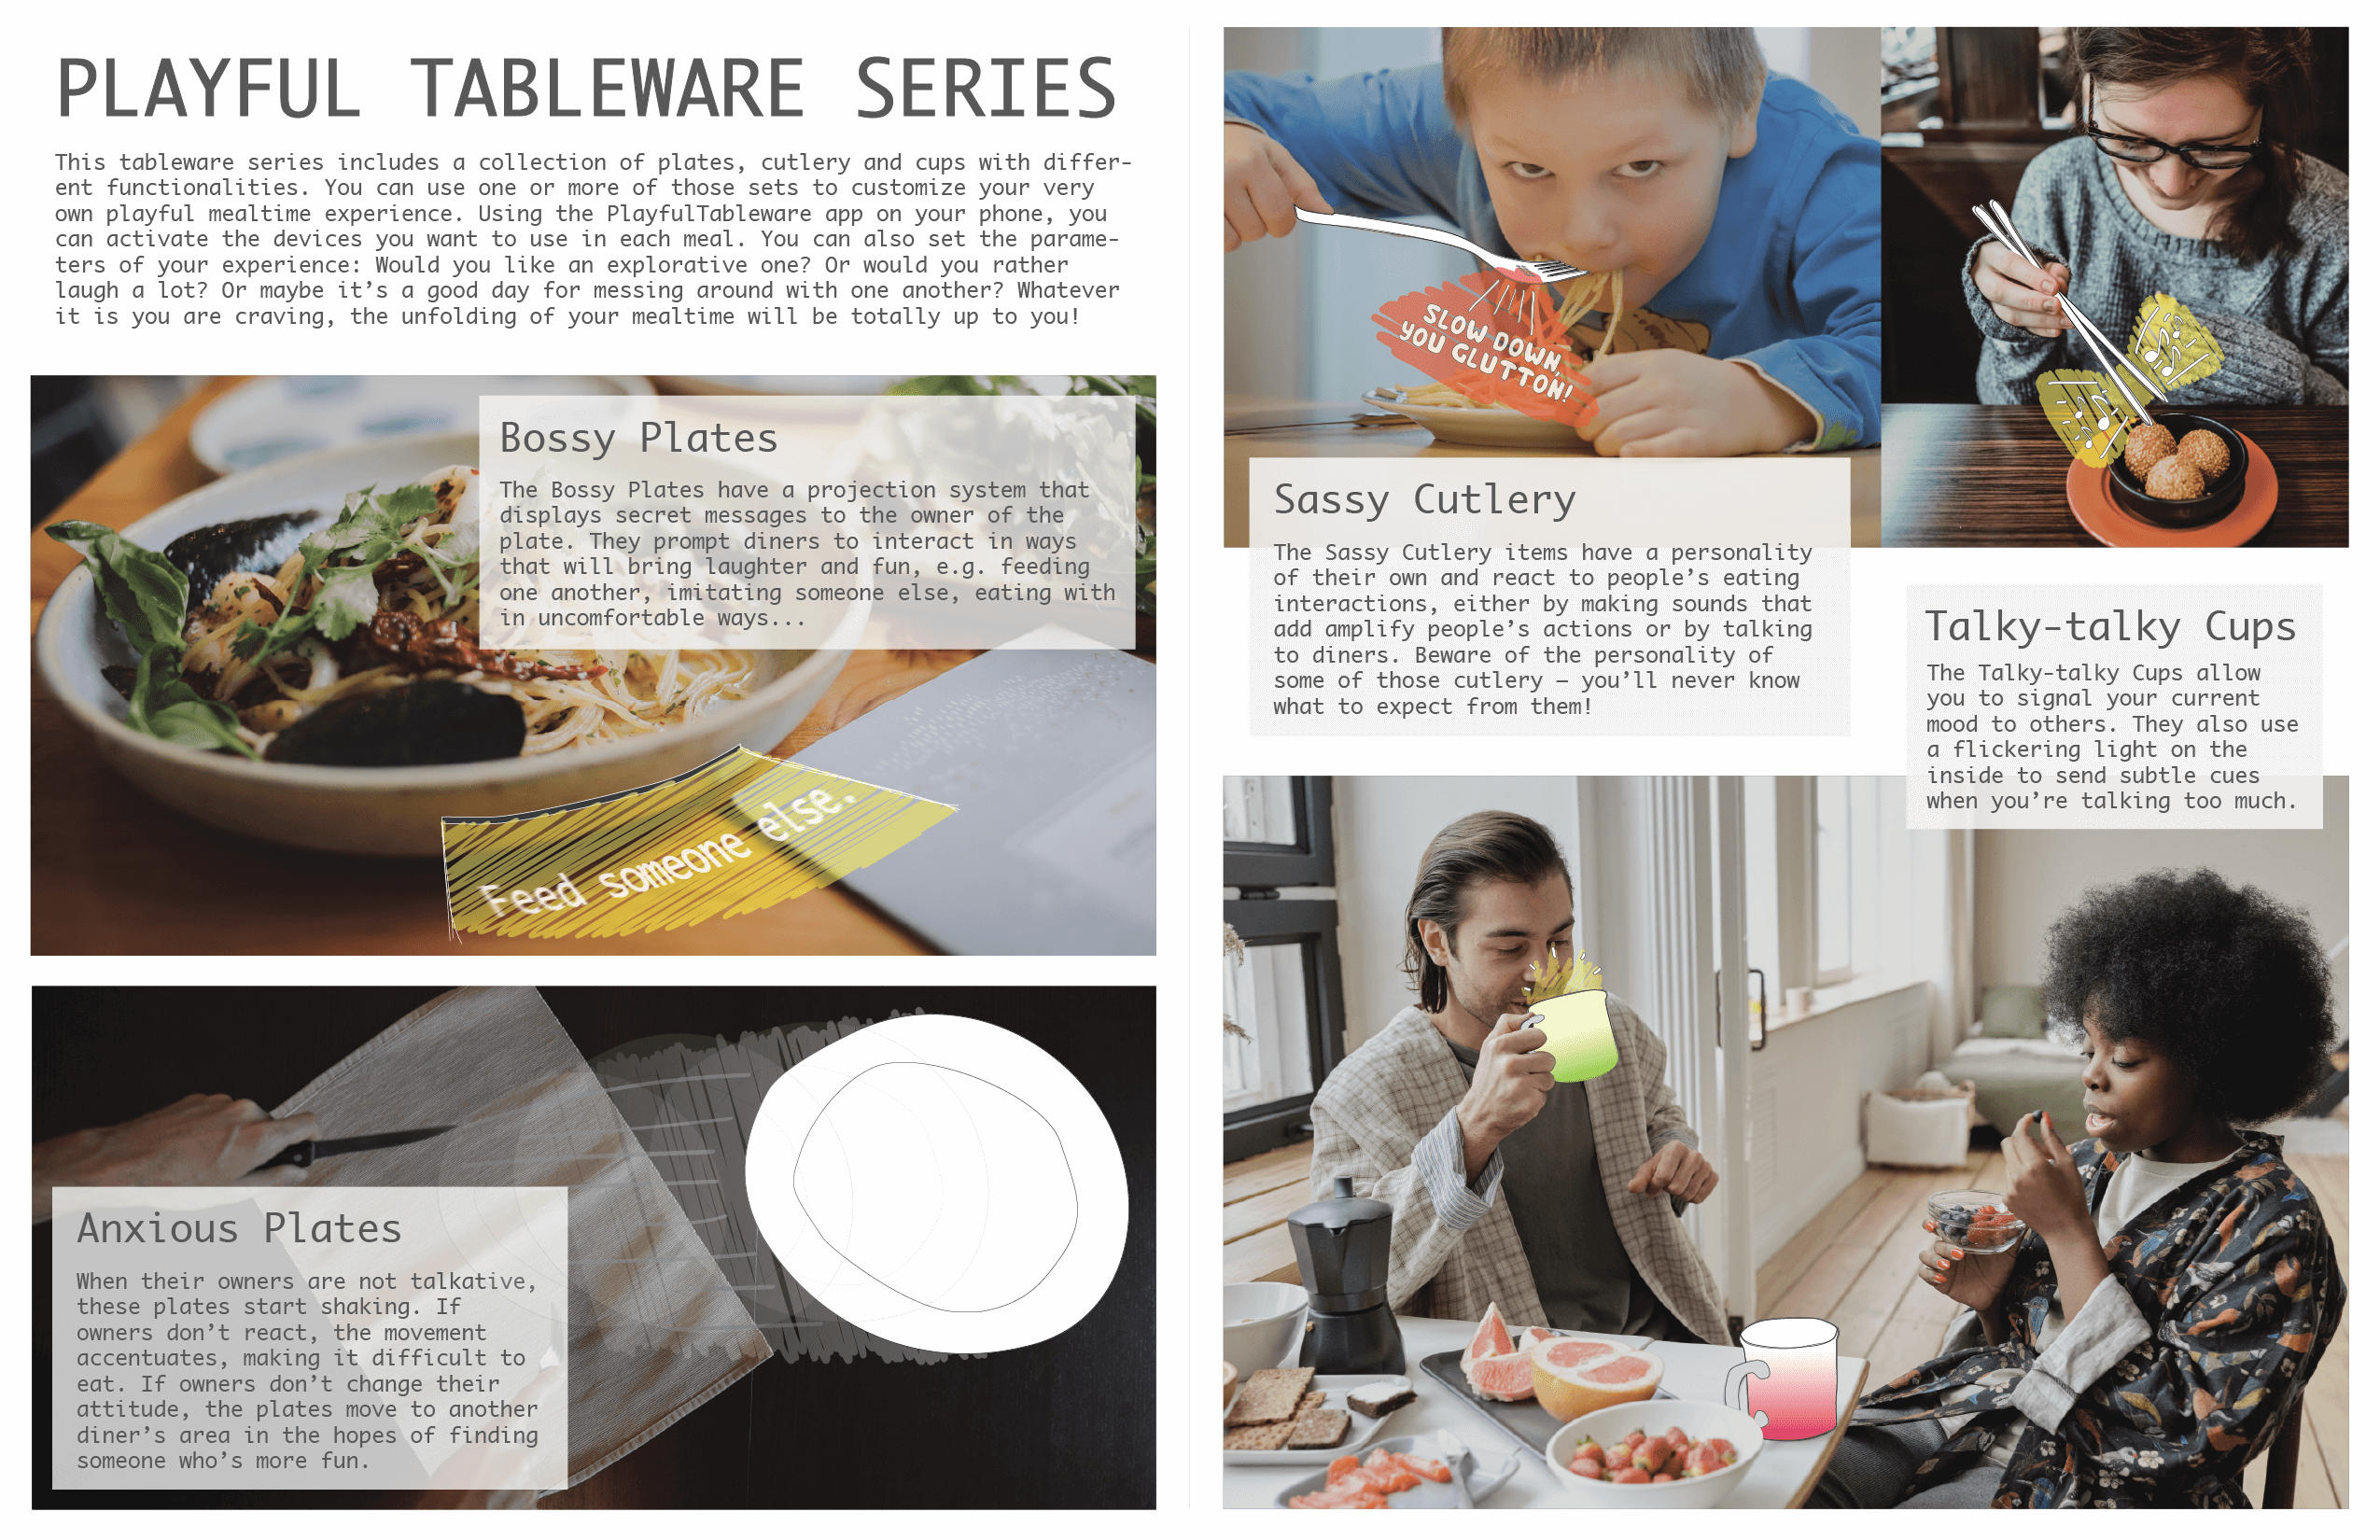 PLAYFUL TABLEWARE SERIES
This tableware series includes a collection of plates, cutlery and cups with differ-
ent functionalities. You can use one or more of those sets to customize your very
own playful mealtime experience. Using the PlayfulTableware app on your phone, you
can activate the devices you want to use in each meal. You can also set the parame-
ters of your experience: Would you like an explorative one? Or would you rather
laugh a lot? Or maybe it’s a good day for messing around with one another? Whatever
it is you are craving, the unfolding of your mealtime will be totally up to you!
Bossy Plates
The Bossy Plates have a projection system that
displays secret messages to the owner of the
plate. They prompt diners to interact in ways
that will bring laughter and fun, e.g. feeding
one another, imitating someone else, eating with
in uncomfortable ways...
Feed someone else.
Anxious Plates
When their owners are not talkative,
these plates start shaking. If
owners don’t react, the movement
accentuates, making it difficult to
eat. If owners don’t change their
attitude, the plates move to another
diner’s area in the hopes of finding
someone who’s more fun.
SLOW DOWN,
YOU GLUTTON!
Sassy Cutlery
The Sassy Cutlery items have a personality
of their own and react to people’s eating
interactions, either by making sounds that
add amplify people’s actions or by talking
to diners. Beware of the personality of
some of those cutlery – you’ll never know
what to expect from them!
Talky-talky Cups
The Talky-talky Cups allow
you to signal your current
mood to others. They also use
a flickering light on the
inside to send subtle cues
when you’re talking too much.